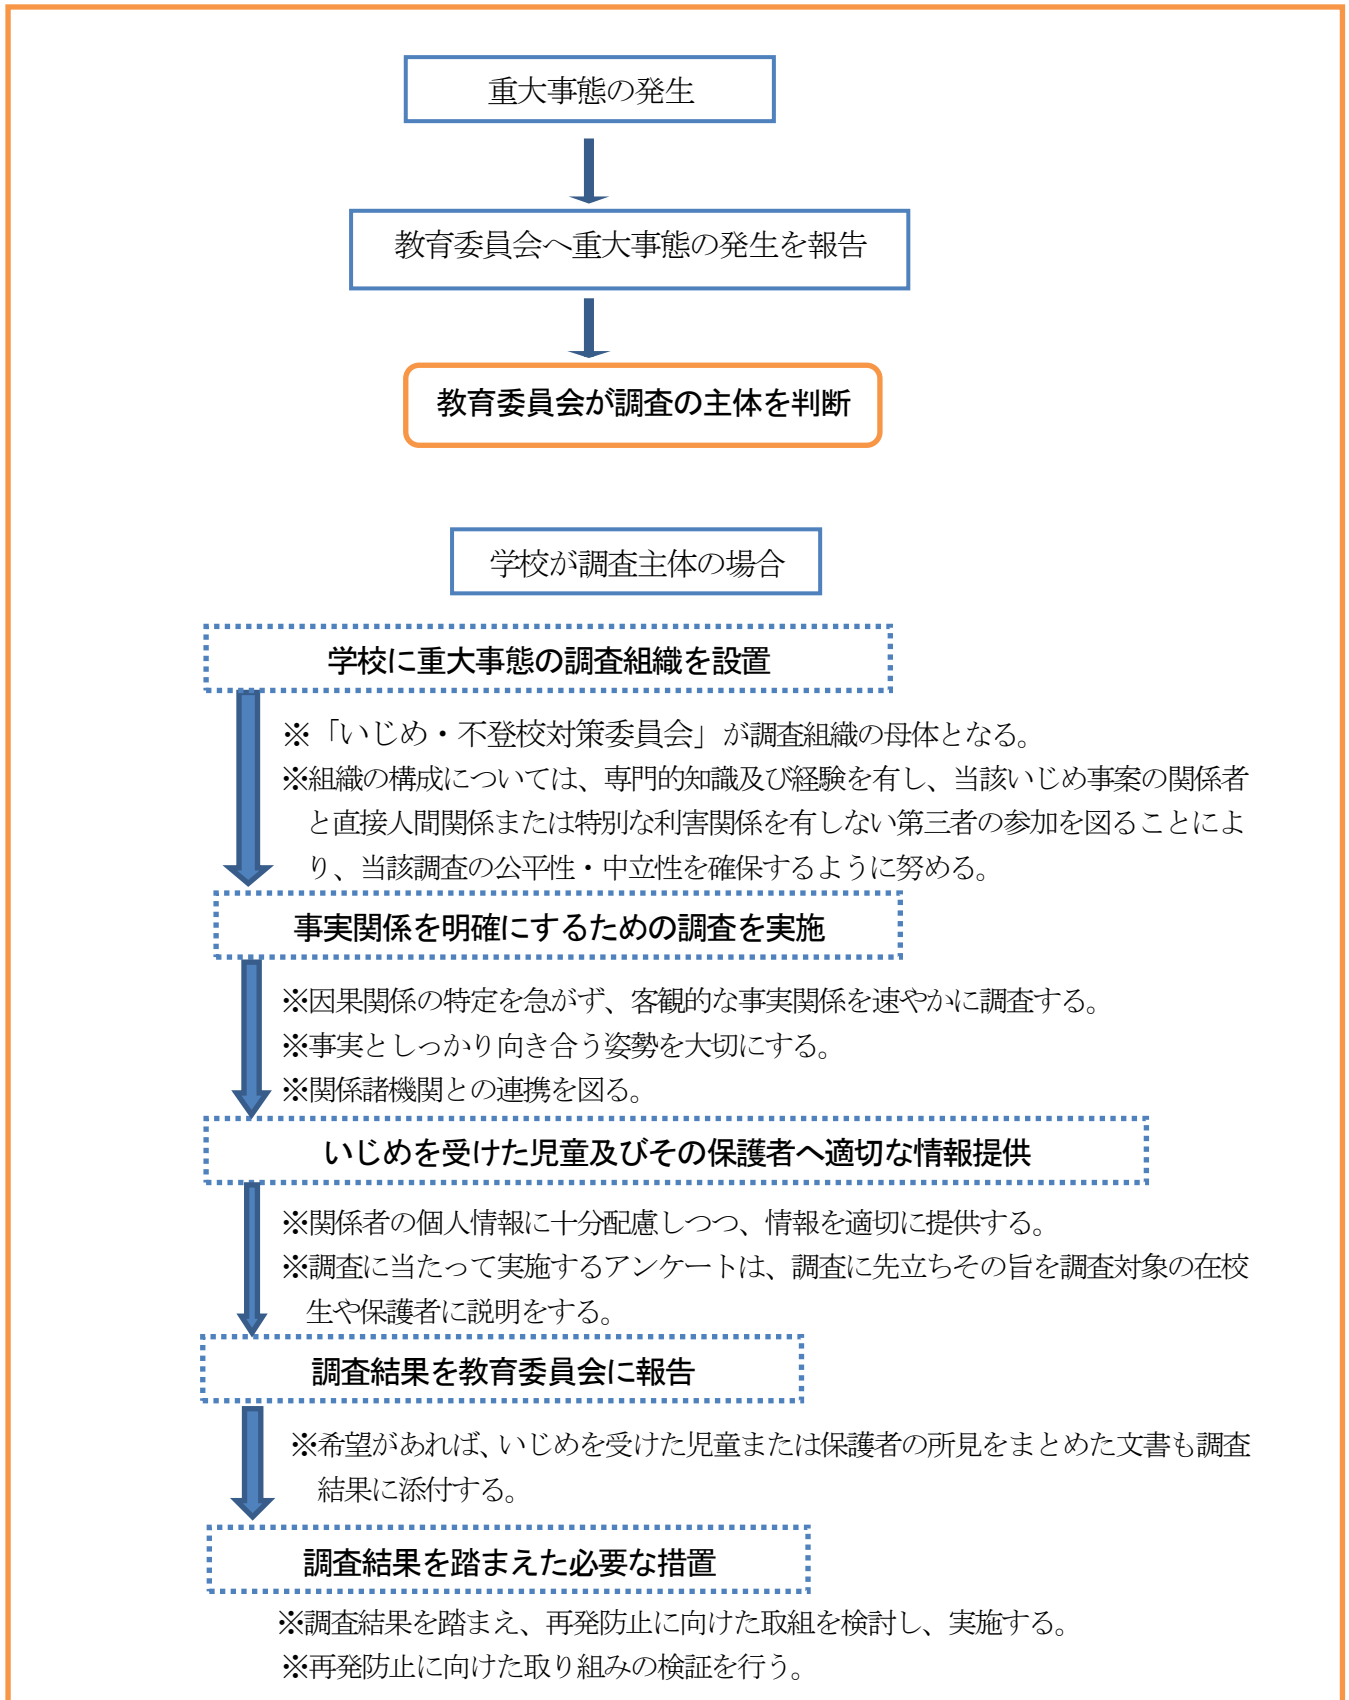 重大事態の発生
教育委員会へ重大事態の発生を報告
教育委員会が調査の主体を判断
学校が調査主体の場合
学校に重大事態の調査組織を設置
※「いじめ・不登校対策委員会」が調査組織の母体となる。
※組織の構成については、専門的知識及び経験を有し、当該いじめ事案の関係者
と直接人間関係または特別な利害関係を有しない第三者の参加を図ることによ
り、当該調査の公平性・中立性を確保するように努める。
事実関係を明確にするための調査を実施
※因果関係の特定を急がず、客観的な事実関係を速やかに調査する。
※事実としっかり向き合う姿勢を大切にする。
※関係諸機関との連携を図る。
いじめを受けた児童及びその保護者へ適切な情報提供
※関係者の個人情報に十分配慮しつつ、情報を適切に提供する。
※調査に当たって実施するアンケートは、調査に先立ちその旨を調査対象の在校
生や保護者に説明をする。
調査結果を教育委員会に報告
※希望があれば、いじめを受けた児童または保護者の所見をまとめた文書も調査
結果に添付する。
調査結果を踏まえた必要な措置
※調査結果を踏まえ、再発防止に向けた取組を検討し、実施する。
※再発防止に向けた取り組みの検証を行う。